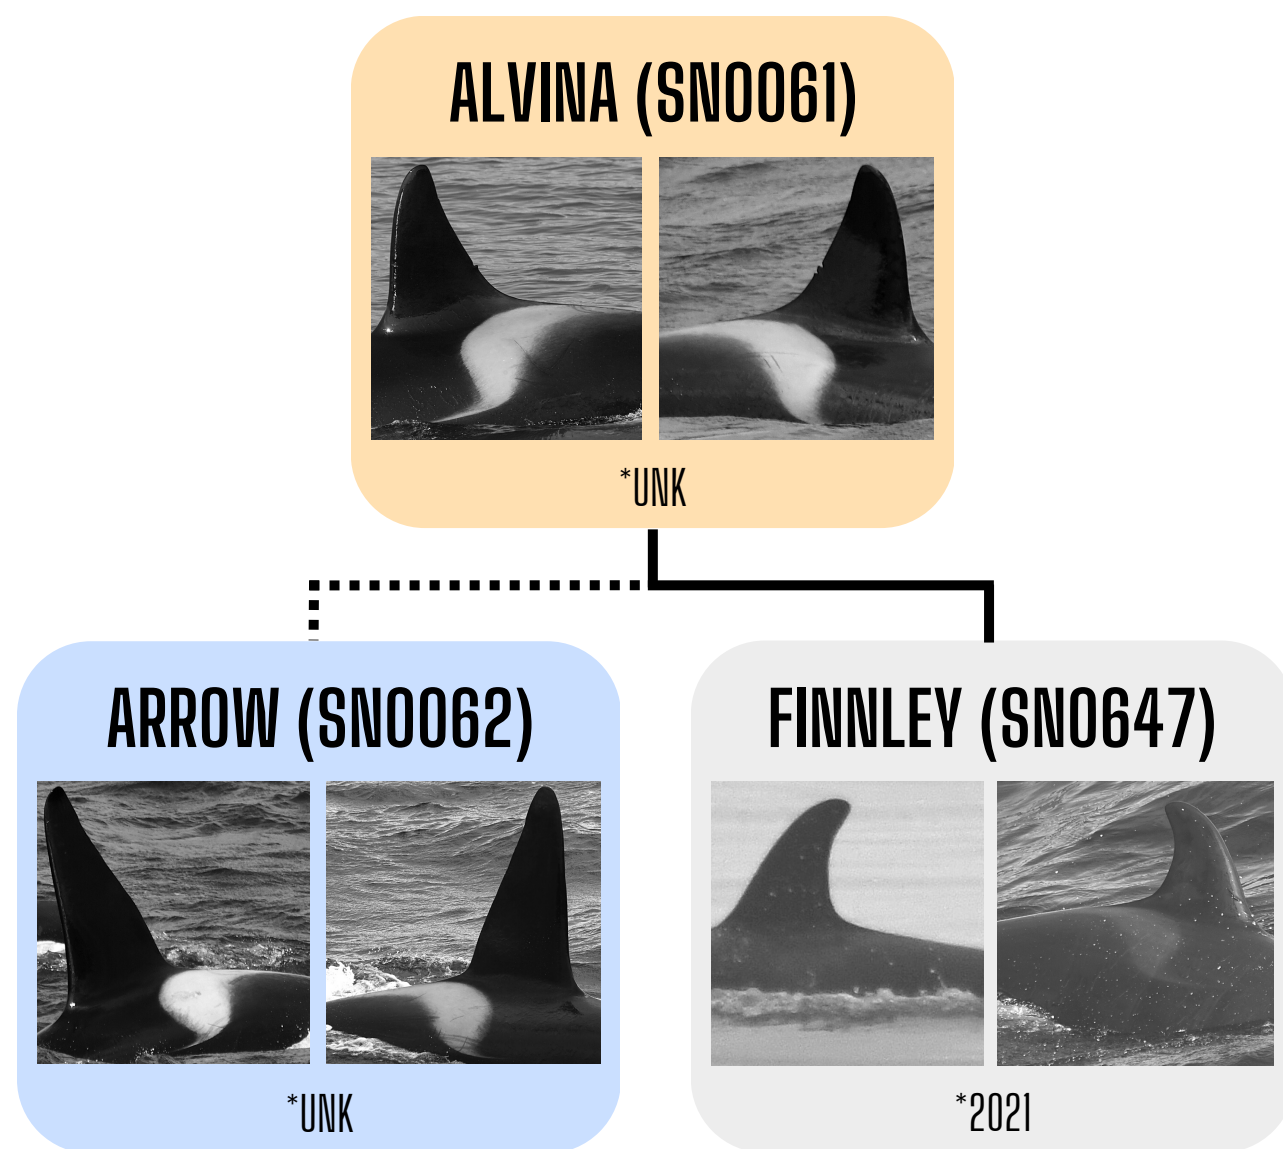 ALVINA (SN0061)
*UNK
ARROW (SN0062)
*UNK
FINNLEY (SN0647)
*2021